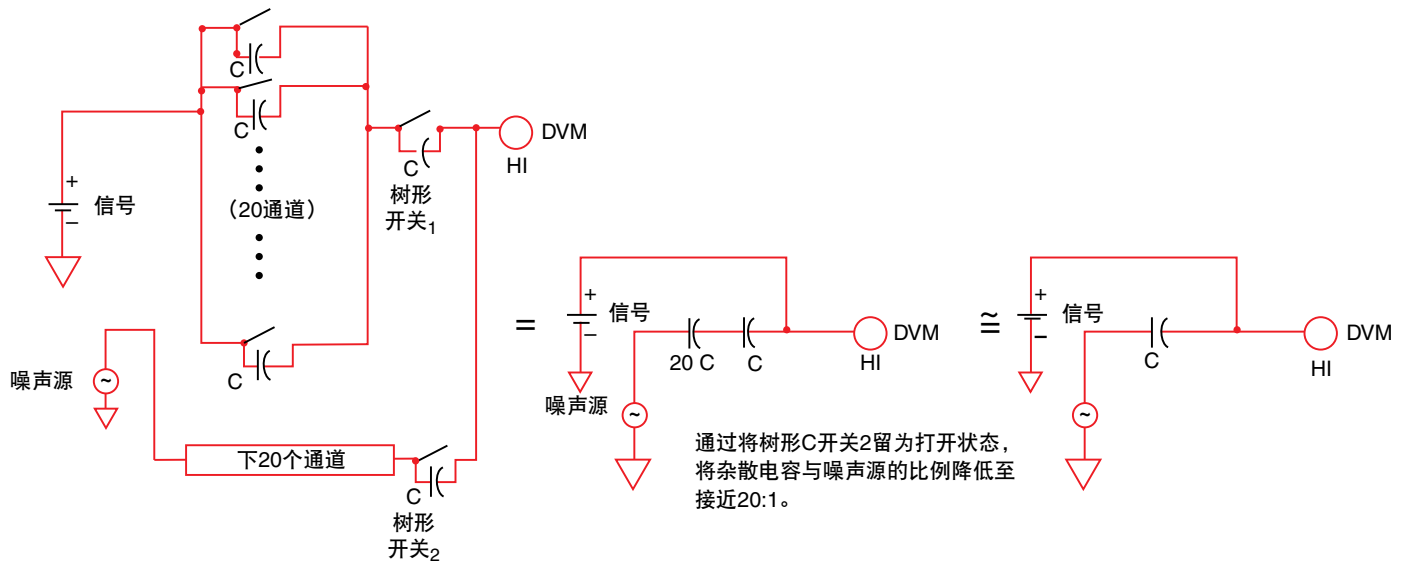 C
C
（20通道）
C
+
−
信号
C
树形
开关1
DVM
HI
噪声源
~
下20个通道
C
树形
开关2
=
+
−
信号
20 C
C
DVM
HI
噪声源
~
通过将树形C开关2留为打开状态，
将杂散电容与噪声源的比例降低至
接近20:1。
≅
+
−
信号
C
DVM
HI
~